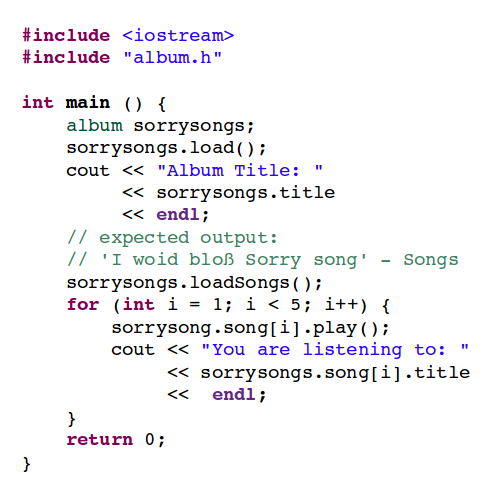 #include <iostream>
#include "album.h"

int main () {
    album sorrysongs;
    sorrysongs.load();
    cout << "Album Title: "
         << sorrysongs.title
         << endl;
    // expected output:
    // 'I woid bloß Sorry song' – Songs
    sorrysongs.loadSongs();
    for (int i = 1; i < 5; i++) {
        sorrysong.song[i].play();
        cout << "You are listening to: "
             << sorrysongs.song[i].title
             <<  endl;
    }
    return 0;
}